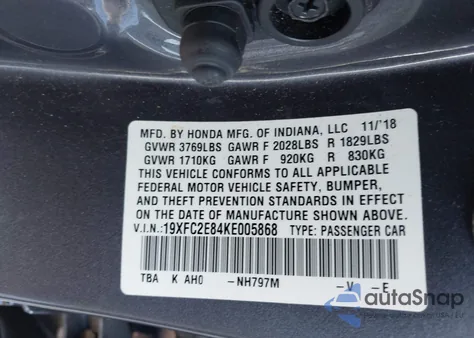 MFD. BY HONDA MFG. OF INDIANA, LLC 11/'18
GVWR 3769LBS GAWR F 2028LBS R 1829LBS
GVWR 1710KG GAWR F 920KG R 830KG
THIS VEHICLE CONFORMS TO ALL APPLICABLE
FEDERAL MOTOR VEHICLE SAFETY, BUMPER,
AND THEFT PREVENTION STANDARDS IN EFFECT
ON THE DATE OF MANUFACTURE SHOWN ABOVE.
V.I.N.:19XFC2E84KE005868 TYPE: PASSENGER CAR
TBA K AH0 -NH797M -V -E
autoSnap